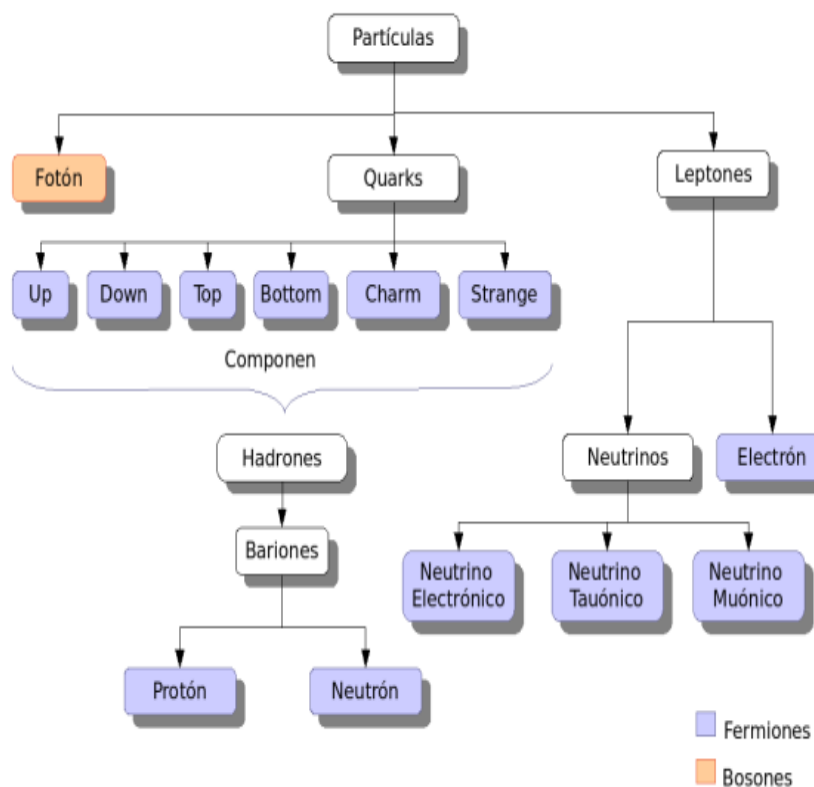 Partículas
Fotón
Quarks
Leptones
Up
Down
Top
Bottom
Charm
Strange
Componen
Hadrones
Neutrinos
Electrón
Bariones
Neutrino
Electrónico
Neutrino
Tauónico
Neutrino
Muónico
Protón
Neutrón
Fermiones
Bosones